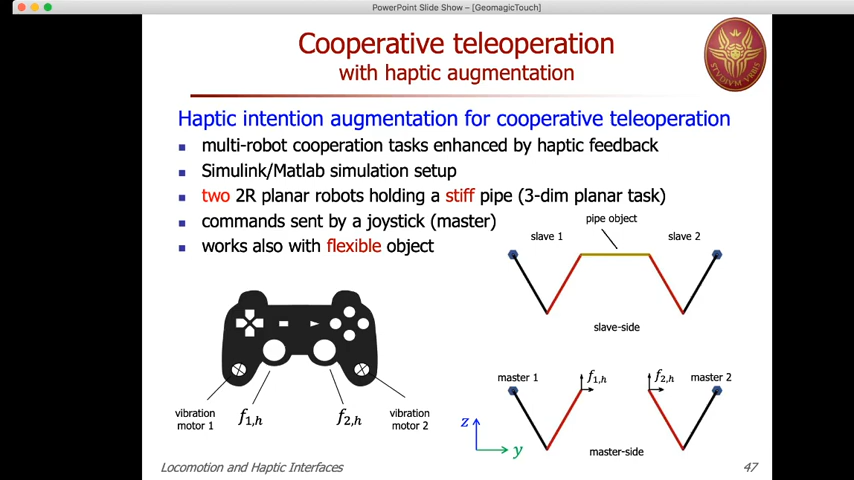 PowerPoint Slide Show – [GeomagicTouch]
Cooperative teleoperation
with haptic augmentation
STVDIVM VRBIS
Haptic intention augmentation for cooperative teleoperation
multi-robot cooperation tasks enhanced by haptic feedback
Simulink/Matlab simulation setup
two 2R planar robots holding a stiff pipe (3-dim planar task)
commands sent by a joystick (master)
works also with flexible object
pipe object
slave 1
slave 2
slave-side
master 1
f1,h
f2,h
master 2
vibration
motor 1
f1,h
f2,h
vibration
motor 2
z
y
master-side
Locomotion and Haptic Interfaces
47